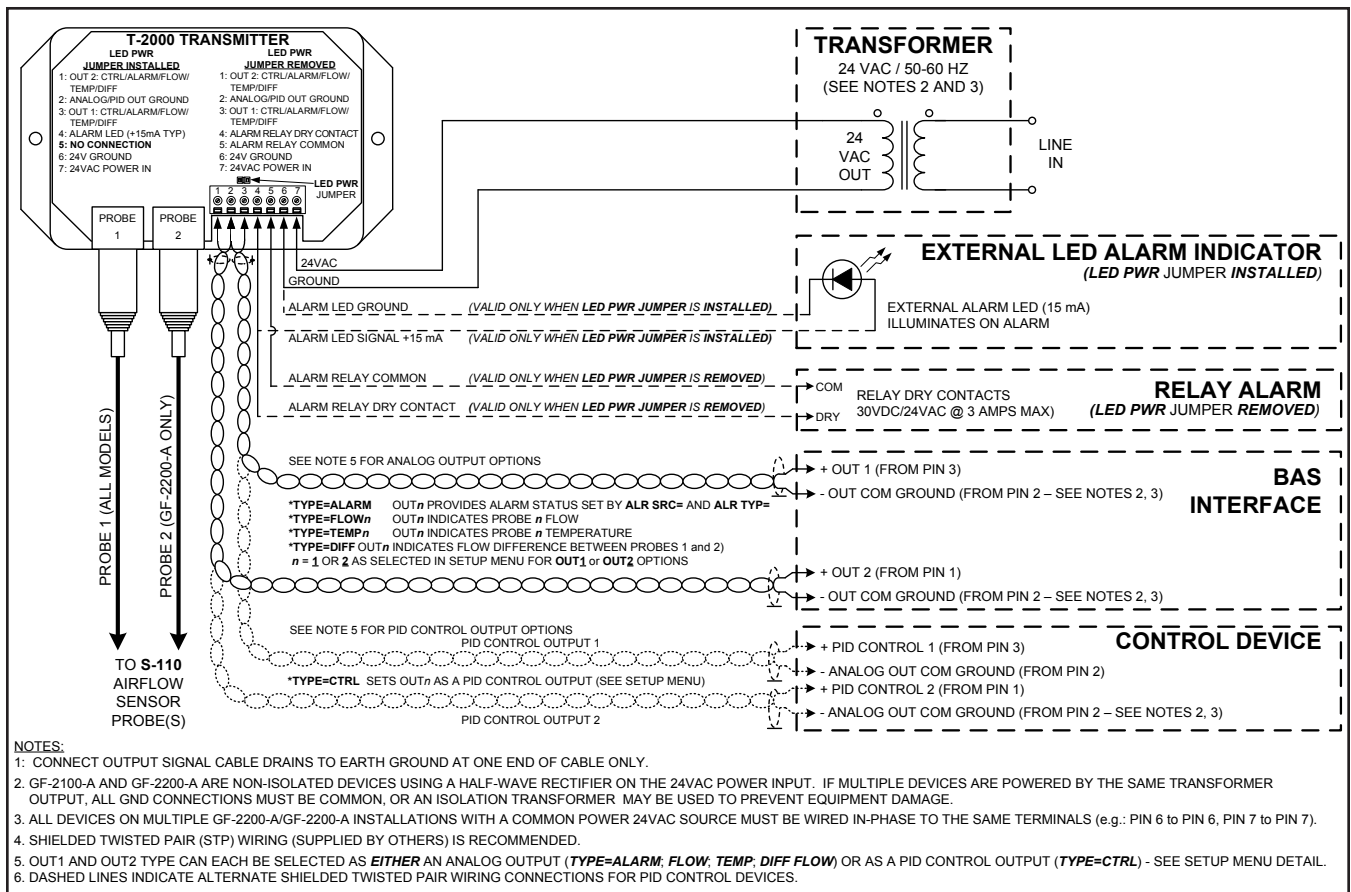 T-2000 TRANSMITTER
LED PWR
JUMPER INSTALLED
1: OUT 2: CTRL/ALARM/FLOW/
TEMP/DIFF
2: ANALOG/PID OUT GROUND
3: OUT 1: CTRL/ALARM/FLOW/
TEMP/DIFF
4: ALARM LED (+15mA TYP)
5: NO CONNECTION
6: 24V GROUND
7: 24VAC POWER IN
LED PWR
JUMPER REMOVED
1: OUT 2: CTRL/ALARM/FLOW/
TEMP/DIFF
2: ANALOG/PID OUT GROUND
3: OUT 1: CTRL/ALARM/FLOW/
TEMP/DIFF
4: ALARM RELAY DRY CONTACT
5: ALARM RELAY COMMON
6: 24V GROUND
7: 24VAC POWER IN
LED PWR
JUMPER
1 2 3 4 5 6 7
PROBE
1
PROBE
2
TRANSFORMER
24 VAC / 50-60 HZ
(SEE NOTES 2 AND 3)
24
VAC
OUT
LINE
IN
24VAC
GROUND
EXTERNAL LED ALARM INDICATOR
(LED PWR JUMPER INSTALLED)
EXTERNAL ALARM LED (15 mA)
ILLUMINATES ON ALARM
ALARM LED GROUND (VALID ONLY WHEN LED PWR JUMPER IS INSTALLED)
ALARM LED SIGNAL +15 mA (VALID ONLY WHEN LED PWR JUMPER IS INSTALLED)
ALARM RELAY COMMON (VALID ONLY WHEN LED PWR JUMPER IS REMOVED)
ALARM RELAY DRY CONTACT (VALID ONLY WHEN LED PWR JUMPER IS REMOVED)
COM
DRY
RELAY DRY CONTACTS
30VDC/24VAC @ 3 AMPS MAX)
RELAY ALARM
(LED PWR JUMPER REMOVED)
PROBE 1 (ALL MODELS)
PROBE 2 (GF-2200-A ONLY)
SEE NOTE 5 FOR ANALOG OUTPUT OPTIONS
+ OUT 1 (FROM PIN 3)
- OUT COM GROUND (FROM PIN 2 – SEE NOTES 2, 3)
BAS
INTERFACE
*TYPE=ALARM OUTn PROVIDES ALARM STATUS SET BY ALR SRC= AND ALR TYP=
*TYPE=FLOWn OUTn INDICATES PROBE n FLOW
*TYPE=TEMPn OUTn INDICATES PROBE n TEMPERATURE
*TYPE=DIFF OUTn INDICATES FLOW DIFFERENCE BETWEEN PROBES 1 and 2)
n = 1 OR 2 AS SELECTED IN SETUP MENU FOR OUT1 or OUT2 OPTIONS
+ OUT 2 (FROM PIN 1)
- OUT COM GROUND (FROM PIN 2 – SEE NOTES 2, 3)
SEE NOTE 5 FOR PID CONTROL OUTPUT OPTIONS
PID CONTROL OUTPUT 1
*TYPE=CTRL SETS OUTn AS A PID CONTROL OUTPUT (SEE SETUP MENU)
PID CONTROL OUTPUT 2
CONTROL DEVICE
+ PID CONTROL 1 (FROM PIN 3)
- ANALOG OUT COM GROUND (FROM PIN 2)
+ PID CONTROL 2 (FROM PIN 1)
- ANALOG OUT COM GROUND (FROM PIN 2 – SEE NOTES 2, 3)
TO S-110
AIRFLOW
SENSOR
PROBE(S)
NOTES:
1: CONNECT OUTPUT SIGNAL CABLE DRAINS TO EARTH GROUND AT ONE END OF CABLE ONLY.
2. GF-2100-A AND GF-2200-A ARE NON-ISOLATED DEVICES USING A HALF-WAVE RECTIFIER ON THE 24VAC POWER INPUT. IF MULTIPLE DEVICES ARE POWERED BY THE SAME TRANSFORMER
OUTPUT, ALL GND CONNECTIONS MUST BE COMMON, OR AN ISOLATION TRANSFORMER MAY BE USED TO PREVENT EQUIPMENT DAMAGE.
3. ALL DEVICES ON MULTIPLE GF-2200-A/GF-2200-A INSTALLATIONS WITH A COMMON POWER 24VAC SOURCE MUST BE WIRED IN-PHASE TO THE SAME TERMINALS (e.g.: PIN 6 to PIN 6, PIN 7 to PIN 7).
4. SHIELDED TWISTED PAIR (STP) WIRING (SUPPLIED BY OTHERS) IS RECOMMENDED.
5. OUT1 AND OUT2 TYPE CAN EACH BE SELECTED AS EITHER AN ANALOG OUTPUT (TYPE=ALARM; FLOW; TEMP; DIFF FLOW) OR AS A PID CONTROL OUTPUT (TYPE=CTRL) - SEE SETUP MENU DETAIL.
6. DASHED LINES INDICATE ALTERNATE SHIELDED TWISTED PAIR WIRING CONNECTIONS FOR PID CONTROL DEVICES.